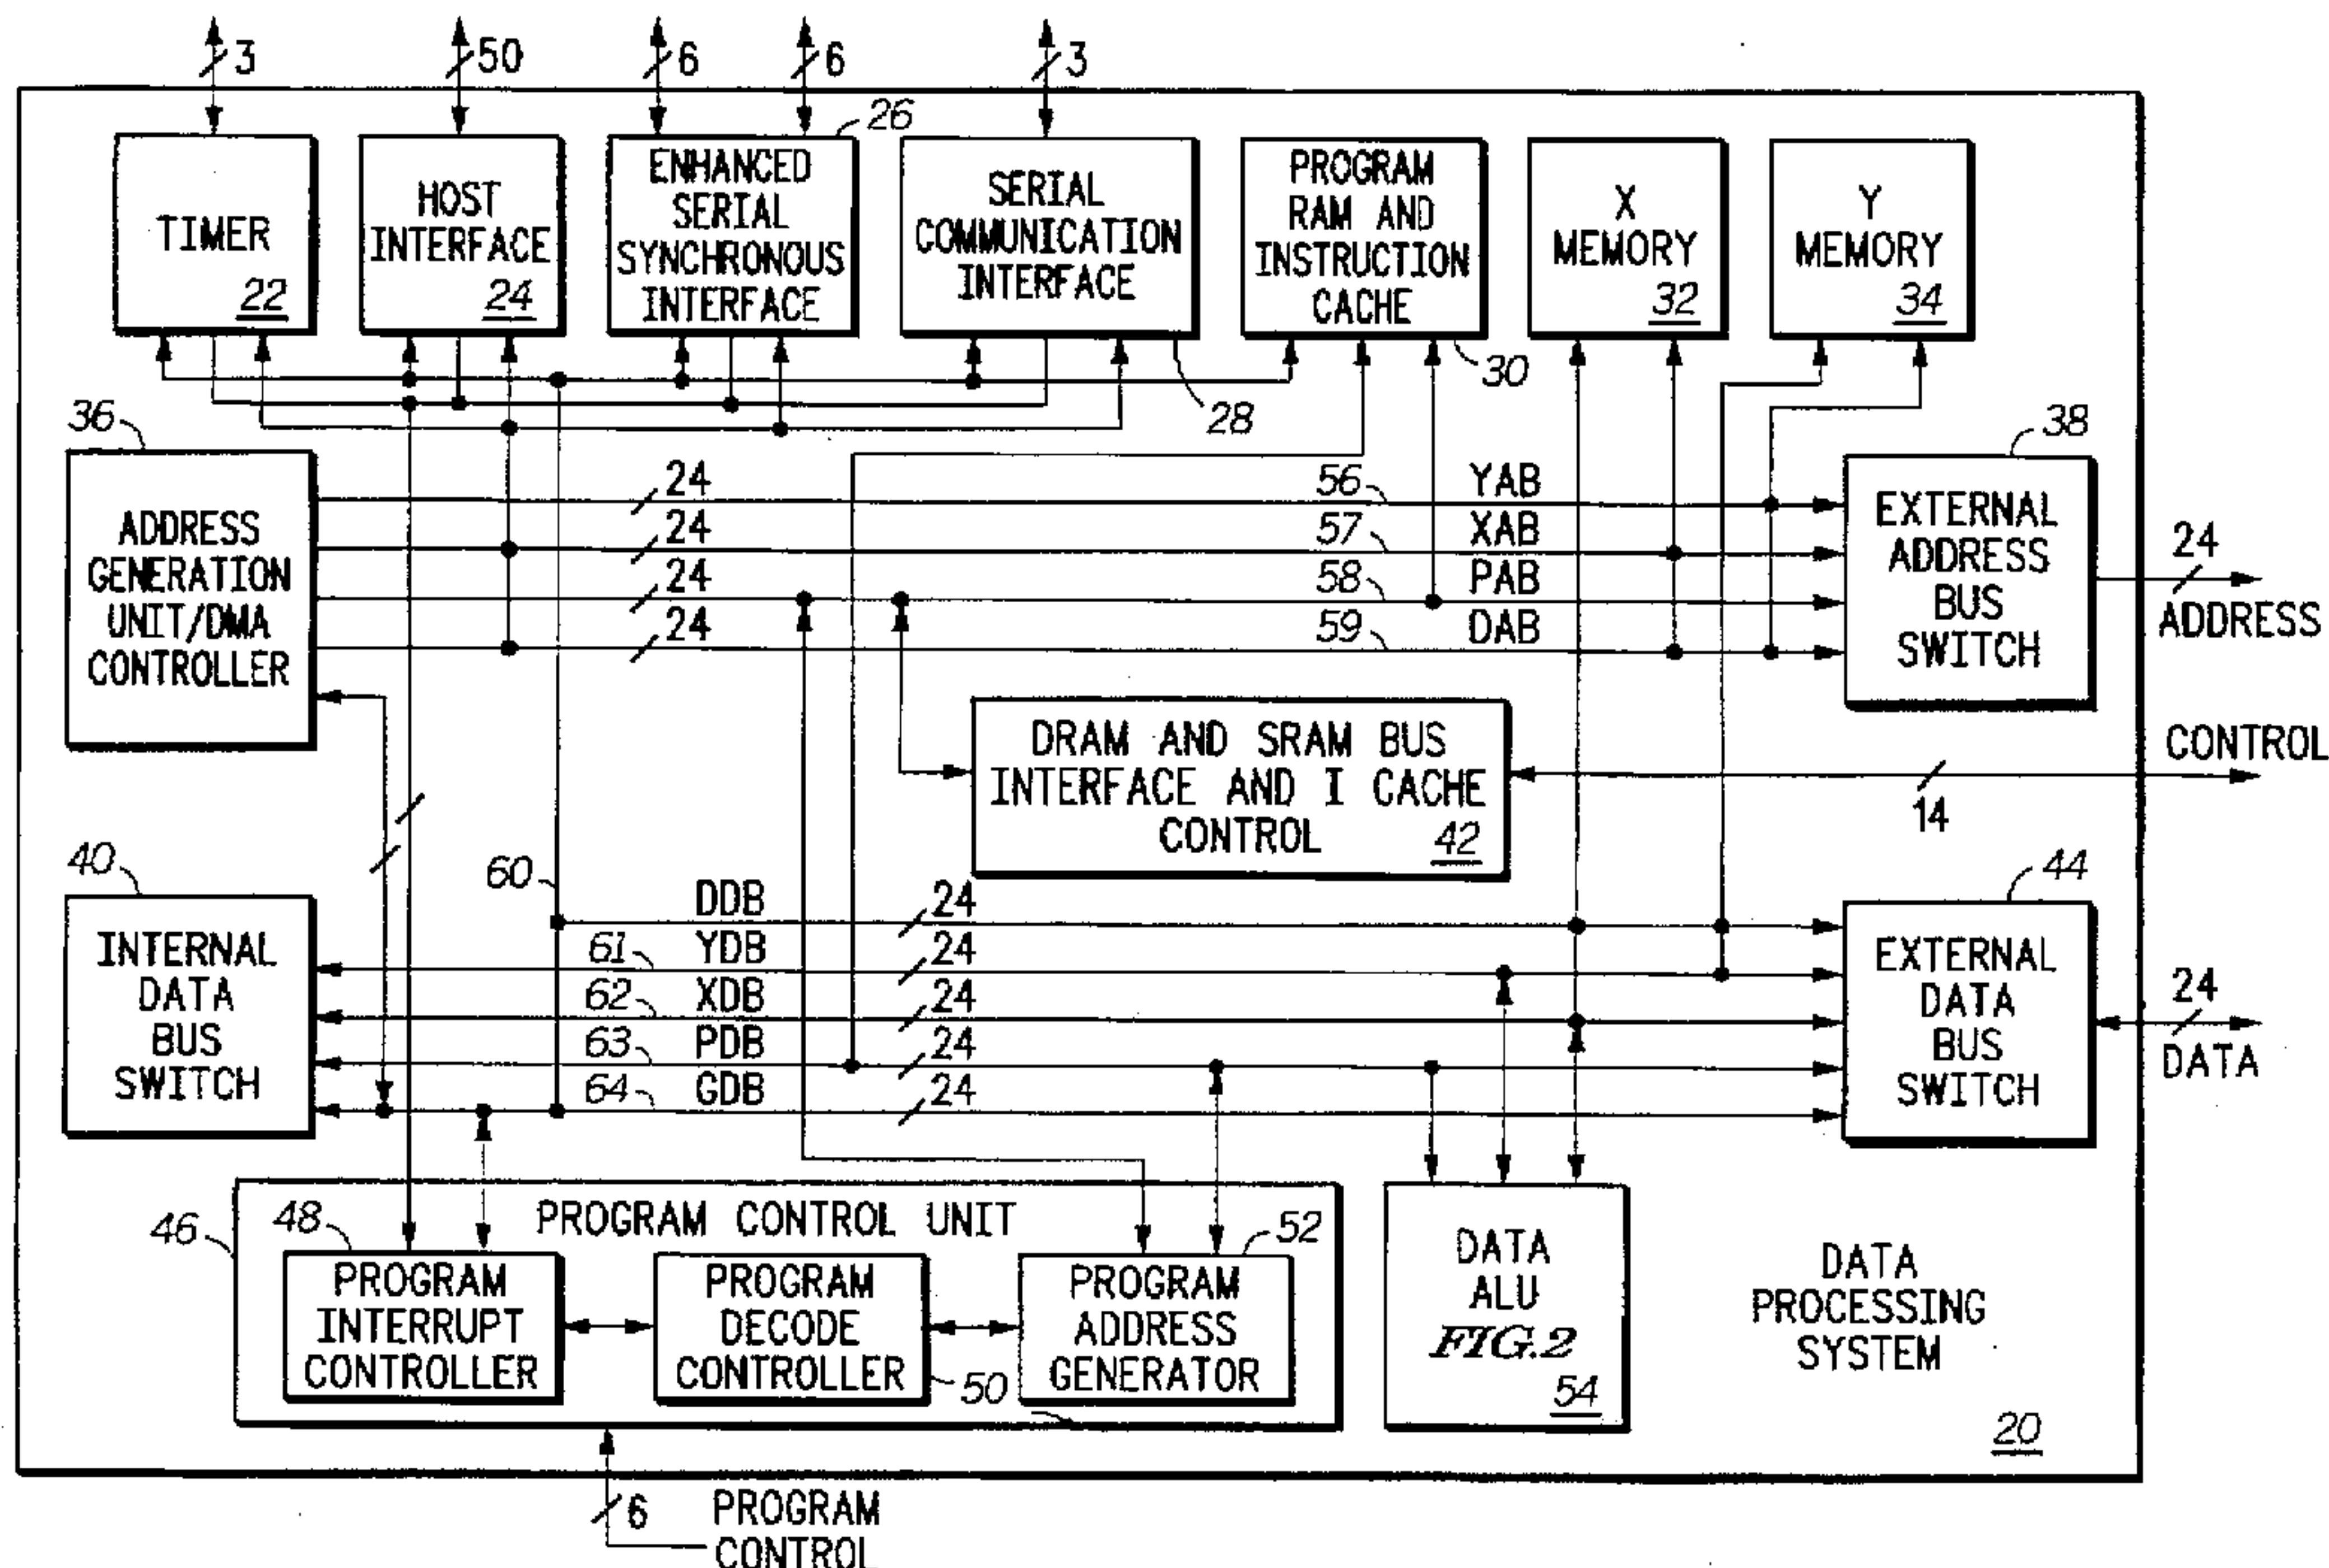 3
50
6
6
3
TIMER
22
HOST
INTERFACE
24
26
ENHANCED
SERIAL
SYNCHRONOUS
INTERFACE
SERIAL
COMMUNICATION
INTERFACE
28
PROGRAM
RAM AND
INSTRUCTION
CACHE
30
X
MEMORY
32
Y
MEMORY
34
36
ADDRESS
GENERATION
UNIT/DMA
CONTROLLER
24
56
YAB
24
57
XAB
24
58
PAB
24
59
DAB
38
EXTERNAL
ADDRESS
BUS
SWITCH
24
ADDRESS
DRAM AND SRAM BUS
INTERFACE AND I CACHE
CONTROL
42
CONTROL
14
40
INTERNAL
DATA
BUS
SWITCH
60
DDB
24
61
YDB
24
62
XDB
24
63
PDB
24
64
GDB
24
44
EXTERNAL
DATA
BUS
SWITCH
24
DATA
46
PROGRAM CONTROL UNIT
48
PROGRAM
INTERRUPT
CONTROLLER
PROGRAM
DECODE
CONTROLLER
50
52
PROGRAM
ADDRESS
GENERATOR
DATA
ALU
FIG.2
54
DATA
PROCESSING
SYSTEM
20
6
PROGRAM
CONTROL